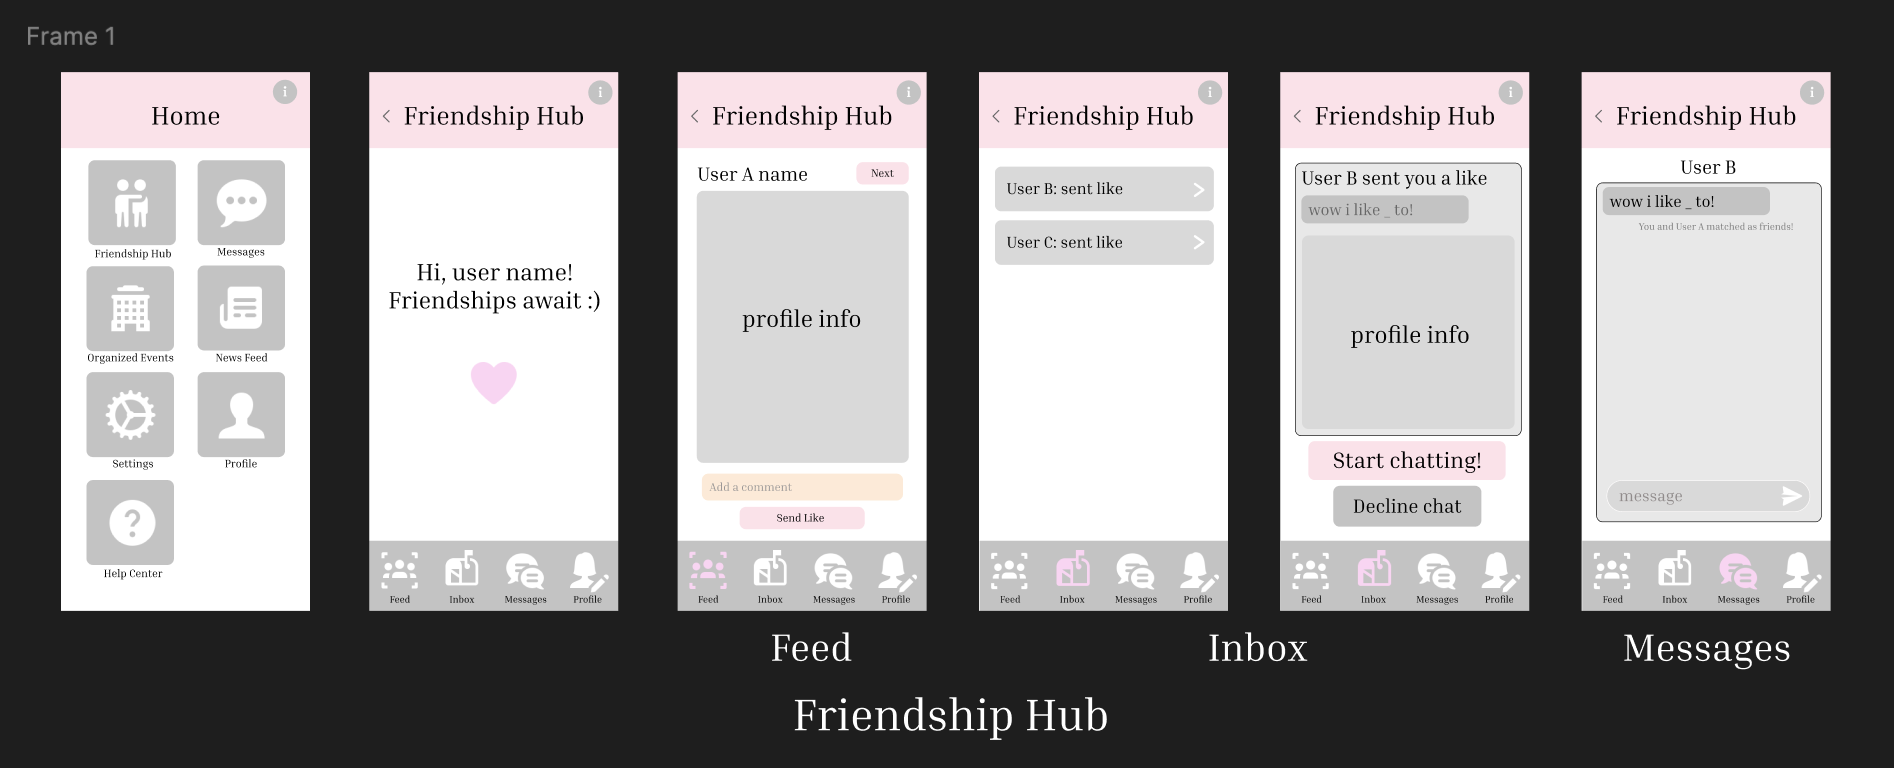 Frame 1
Home
i
Friendship Hub
Messages
Organized Events
News Feed
Settings
Profile
Help Center
< Friendship Hub
i
Hi, user name!
Friendships await :)
Feed
Inbox
Messages
Profile
< Friendship Hub
i
User A name
Next
profile info
Add a comment
Send Like
Feed
Inbox
Messages
Profile
< Friendship Hub
i
User B: sent like
User C: sent like
Feed
Inbox
Messages
Profile
< Friendship Hub
i
User B sent you a like
wow i like _ to!
profile info
Start chatting!
Decline chat
Feed
Inbox
Messages
Profile
< Friendship Hub
i
User B
wow i like _ to!
You and User A matched as friends!
message
Feed
Inbox
Messages
Profile
Feed
Inbox
Messages
Friendship Hub